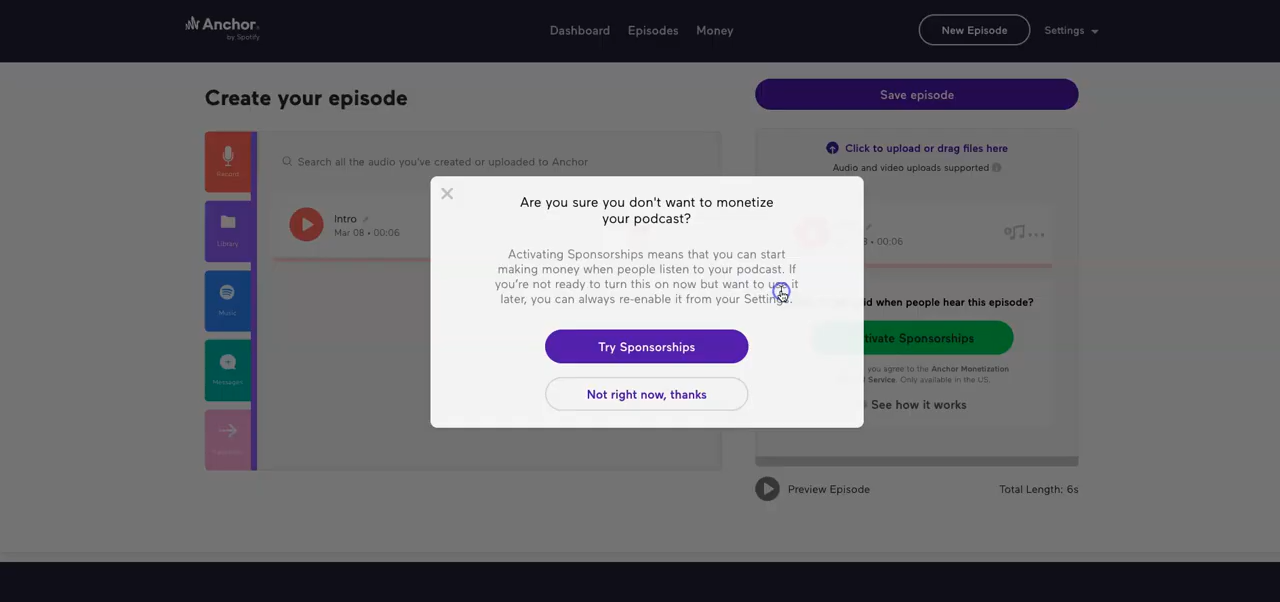 Anchor
by Spotify
Dashboard
Episodes
Money
New Episode
Settings
Create your episode
Save episode
Record
Library
Music
Messages
Search all the audio you've created or uploaded to Anchor
Intro
Mar 08 • 00:06
Click to upload or drag files here
Audio and video uploads supported
8 • 00:06
Are you sure you don't want to monetize
your podcast?
Activating Sponsorships means that you can start
making money when people listen to your podcast. If
you're not ready to turn this on now but want to use it
later, you can always re-enable it from your Settings.
Try Sponsorships
Not right now, thanks
id when people hear this episode?
ivate Sponsorships
you agree to the Anchor Monetization
Service. Only available in the US.
See how it works
Preview Episode
Total Length: 6s